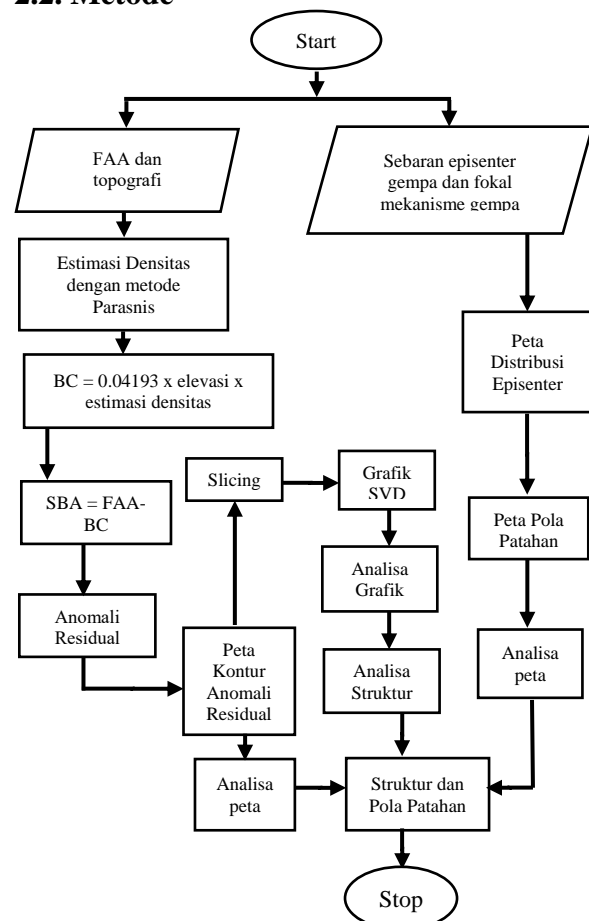 2.2. Metode
Start
FAA dan
topografi
Sebaran episenter
gempa dan fokal
mekanisme gempa
Estimasi Densitas
dengan metode
Parasnis
BC = 0.04193 x elevasi x
estimasi densitas
SBA = FAA-
BC
Anomali
Residual
Peta
Kontur
Anomali
Residual
Slicing
Grafik
SVD
Analisa
Grafik
Analisa
Struktur
Analisa
peta
Peta
Distribusi
Episenter
Peta Pola
Patahan
Analisa
peta
Struktur dan
Pola Patahan
Stop